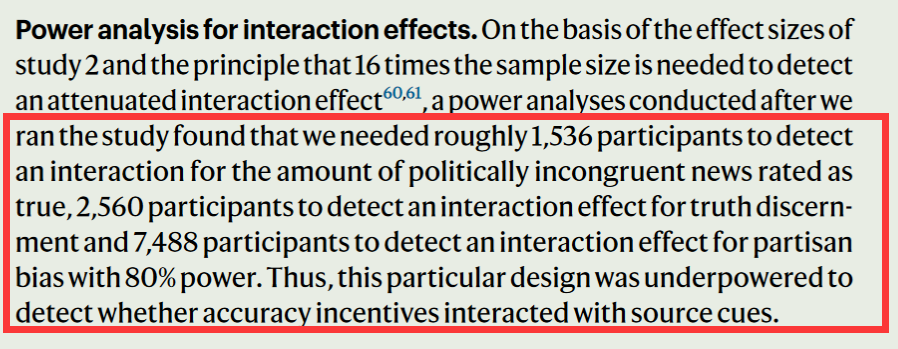 Power analysis for interaction effects. On the basis of the effect sizes of
study 2 and the principle that 16 times the sample size is needed to detect
an attenuated interaction effect60,61, a power analyses conducted after we
ran the study found that we needed roughly 1,536 participants to detect
an interaction for the amount of politically incongruent news rated as
true, 2,560 participants to detect an interaction effect for truth discern-
ment and 7,488 participants to detect an interaction effect for partisan
bias with 80% power. Thus, this particular design was underpowered to
detect whether accuracy incentives interacted with source cues.